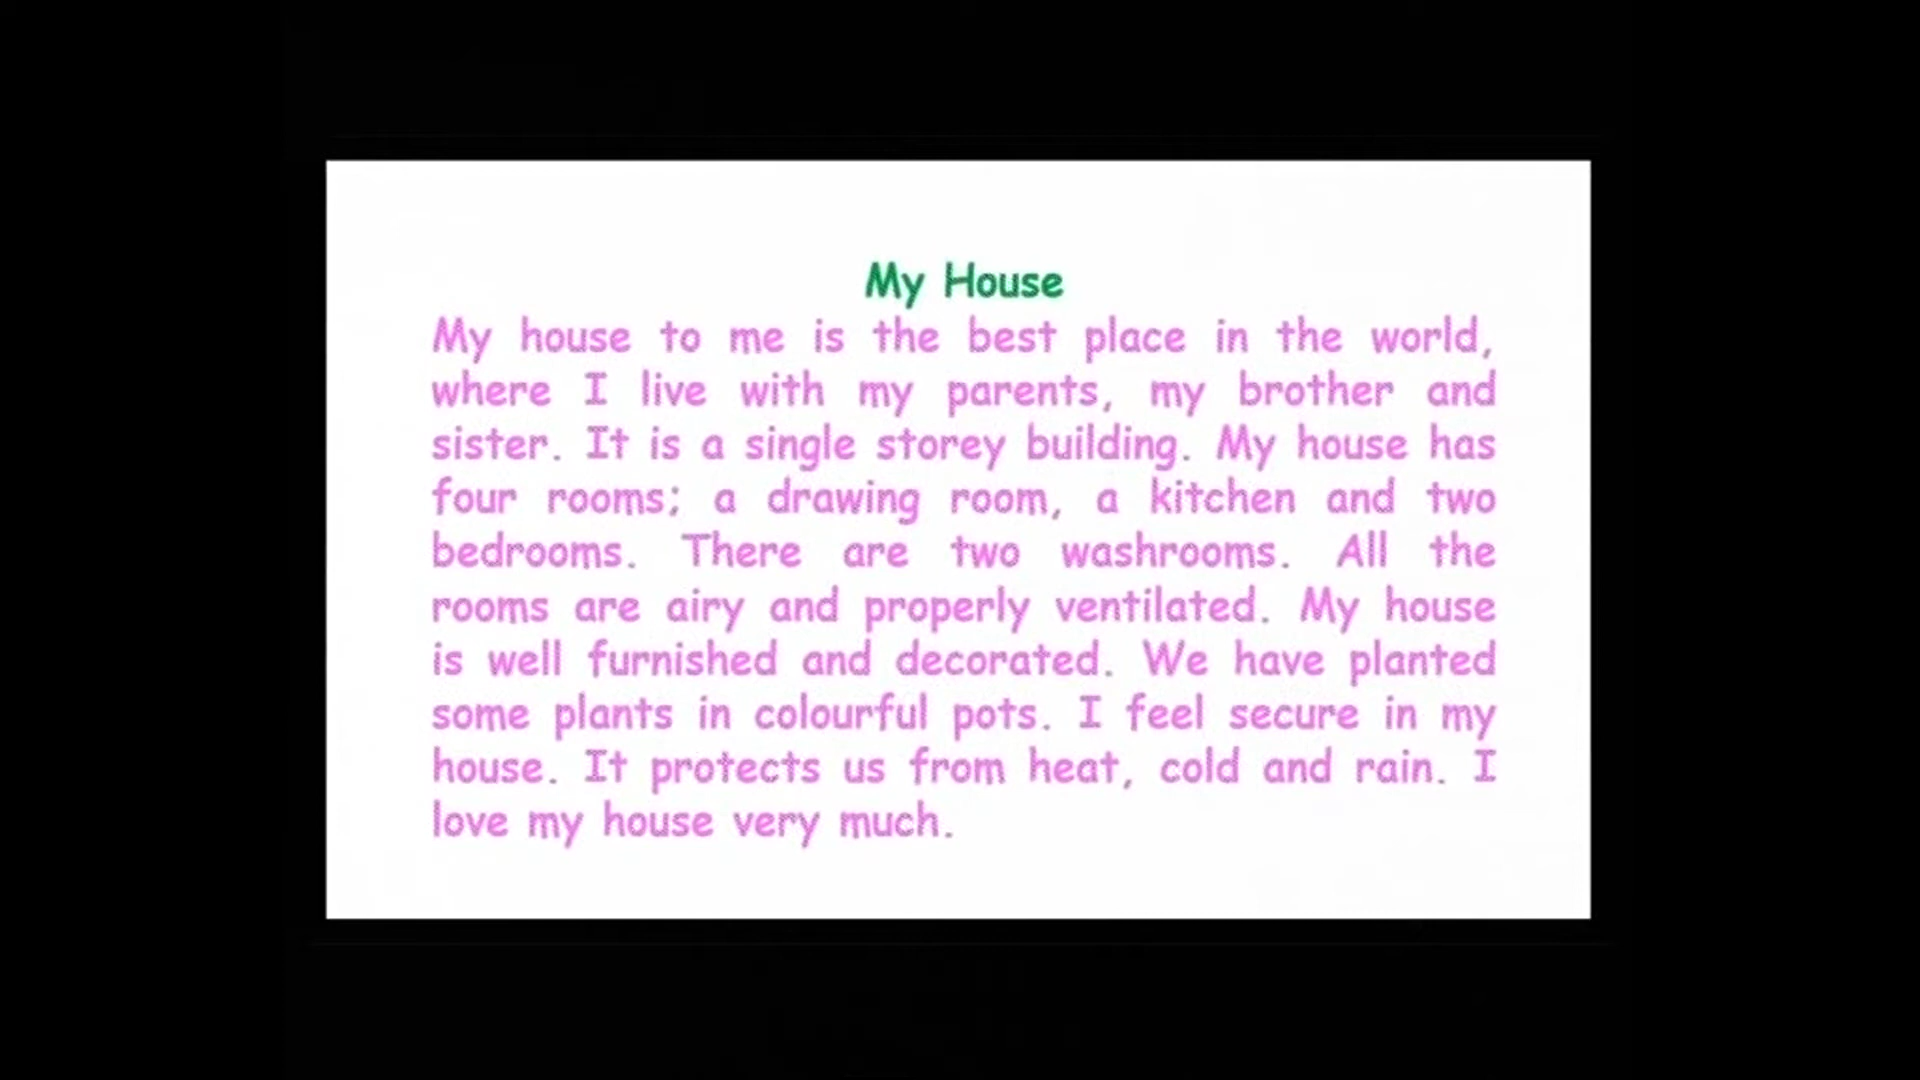 My House
My house to me is the best place in the world,
where I live with my parents, my brother and
sister. It is a single storey building. My house has
four rooms; a drawing room, a kitchen and two
bedrooms. There are two washrooms. All the
rooms are airy and properly ventilated. My house
is well furnished and decorated. We have planted
some plants in colourful pots. I feel secure in my
house. It protects us from heat, cold and rain. I
love my house very much.